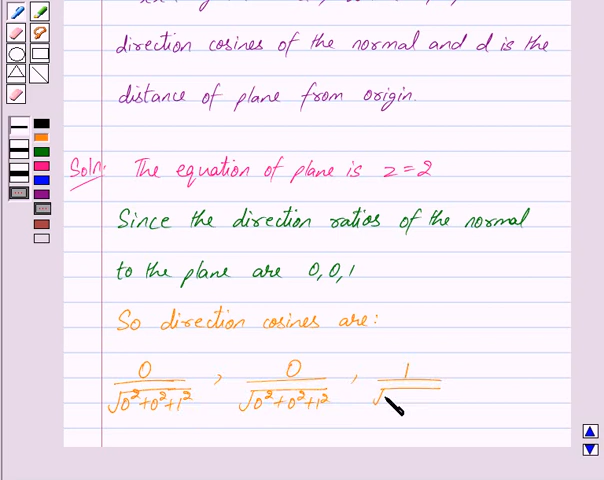 direction cosines of the normal and d is the
distance of plane from origin.
Soln: The equation of plane is z=2
Since the direction ratios of the normal
to the plane are 0,0,1
So direction cosines are:
0/√0²+0²+1² , 0/√0²+0²+1² , 1/√